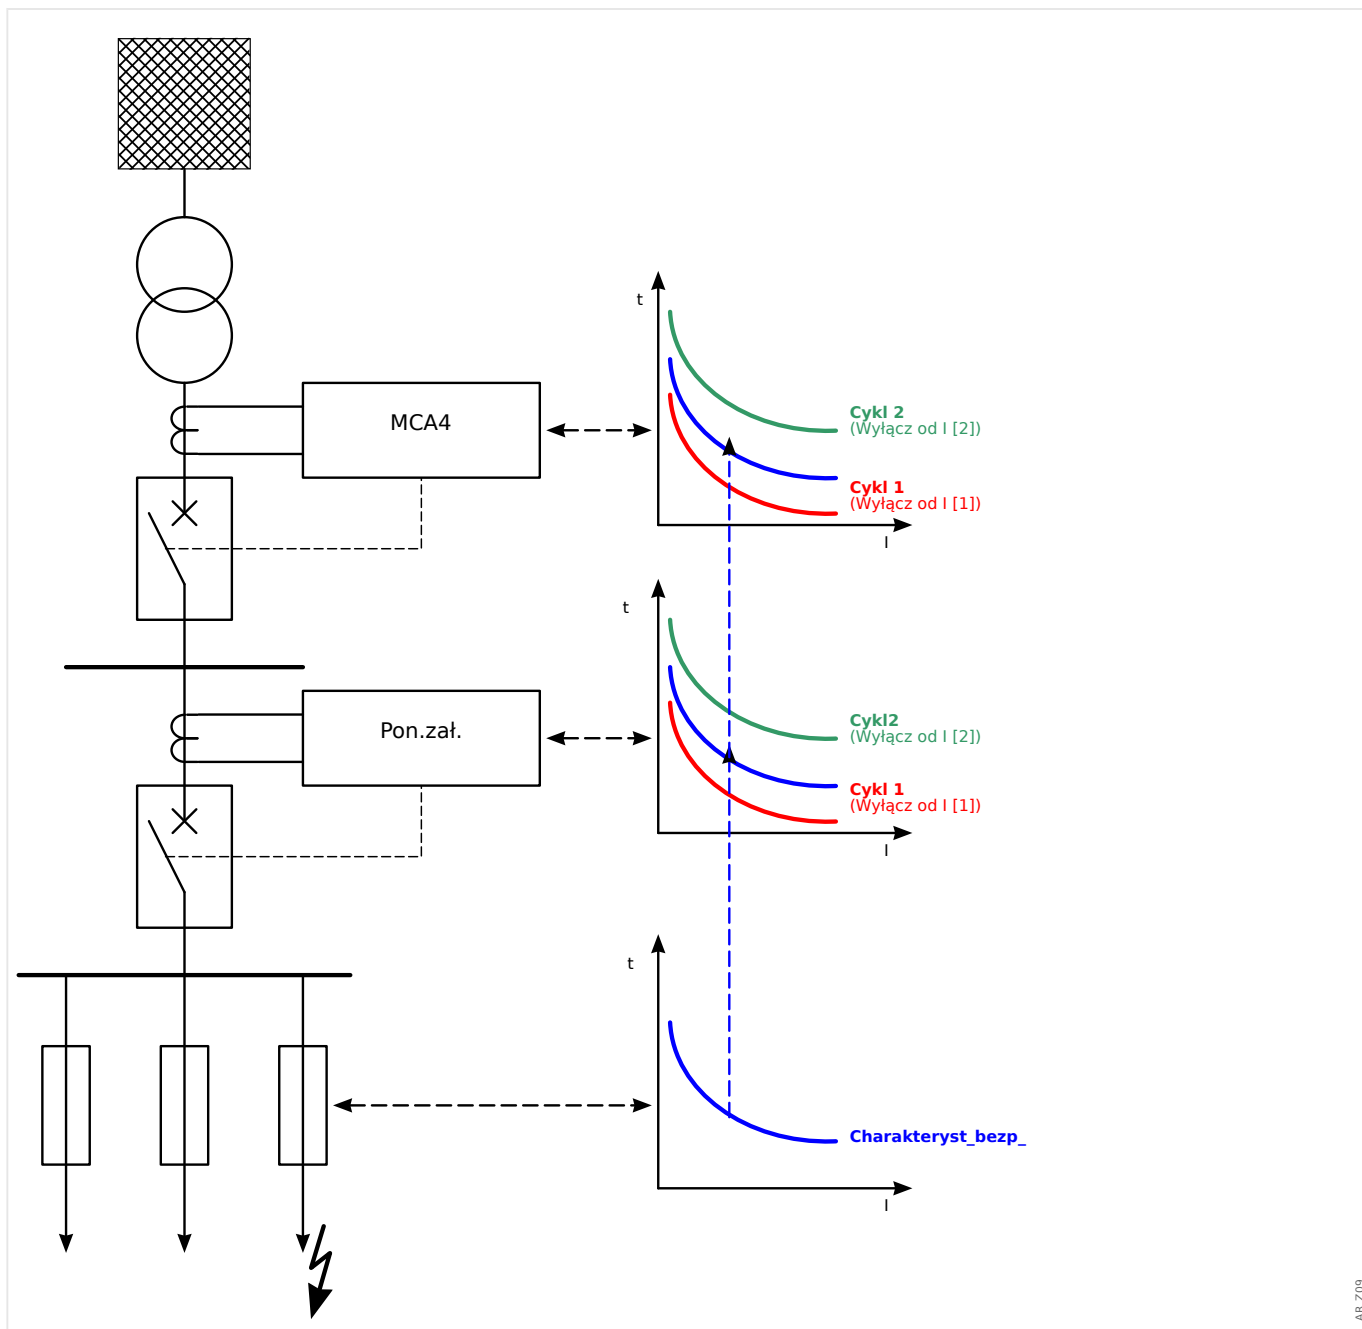 t
MCA4
Cykl 2
(Wyłącz od I [2])
Cykl 1
(Wyłącz od I [1])
I
t
Pon.zał.
Cykl2
(Wyłącz od I [2])
Cykl 1
(Wyłącz od I [1])
I
t
Charakteryst_bezp_
I
AR_Z09